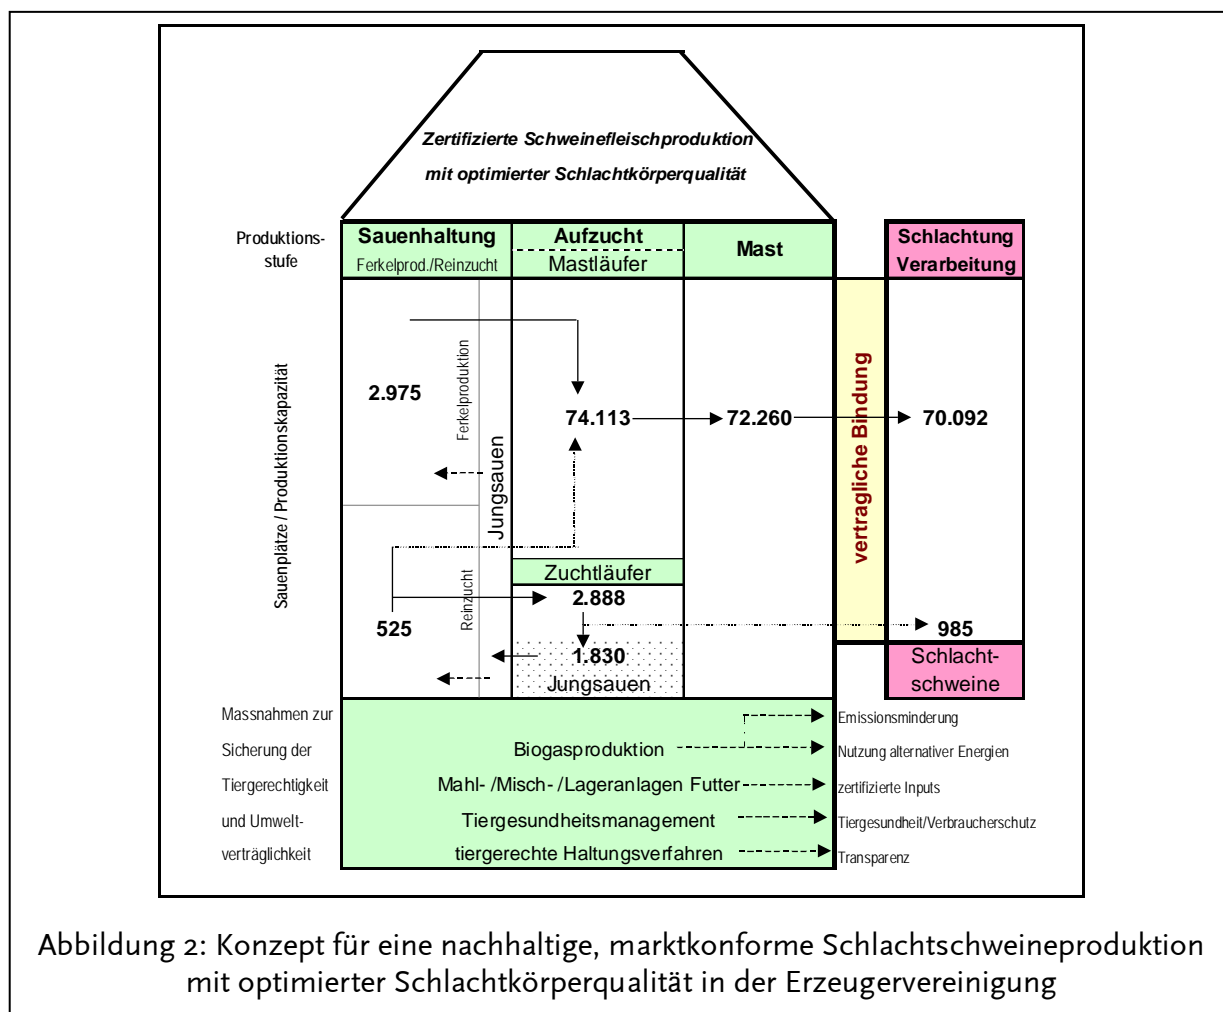 Zertifizierte Schweinefleischproduktion
mit optimierter Schlachtkörperqualität
Produktions-
stufe
Sauenhaltung
Ferkelprod./Reinzucht
Aufzucht
Mastläufer
Mast
Schlachtung
Verarbeitung
Sauenplätze / Produktionskapazität
2.975
Ferkelproduktion
Jungsauen
74.113
72.260
vertragliche Bindung
70.092
525
Reinzucht
Zuchtläufer
2.888
1.830
Jungsauen
985
Schlacht-
schweine
Massnahmen zur
Sicherung der
Tiergerechtigkeit
und Umwelt-
verträglichkeit
Biogasproduktion
Mahl- /Misch- /Lageranlagen Futter
Tiergesundheitsmanagement
tiergerechte Haltungsverfahren
Emissionsminderung
Nutzung alternativer Energien
zertifizierte Inputs
Tiergesundheit/Verbraucherschutz
Transparenz
Abbildung 2: Konzept für eine nachhaltige, marktkonforme Schlachtschweineproduktion
mit optimierter Schlachtkörperqualität in der Erzeugervereinigung